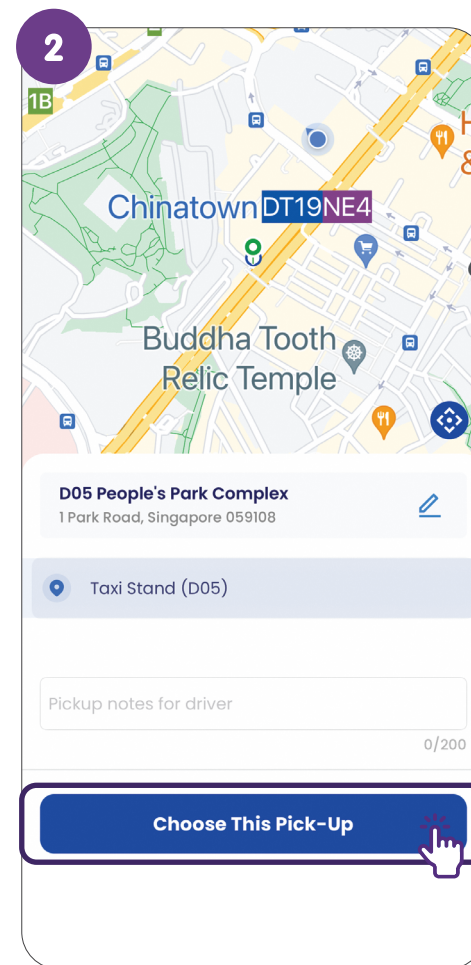 2
1B
H
&
Chinatown DT19 NE4
Buddha Tooth
Relic Temple
D05 People's Park Complex
1 Park Road, Singapore 059108
Taxi Stand (D05)
Pickup notes for driver
0/200
Choose This Pick-Up